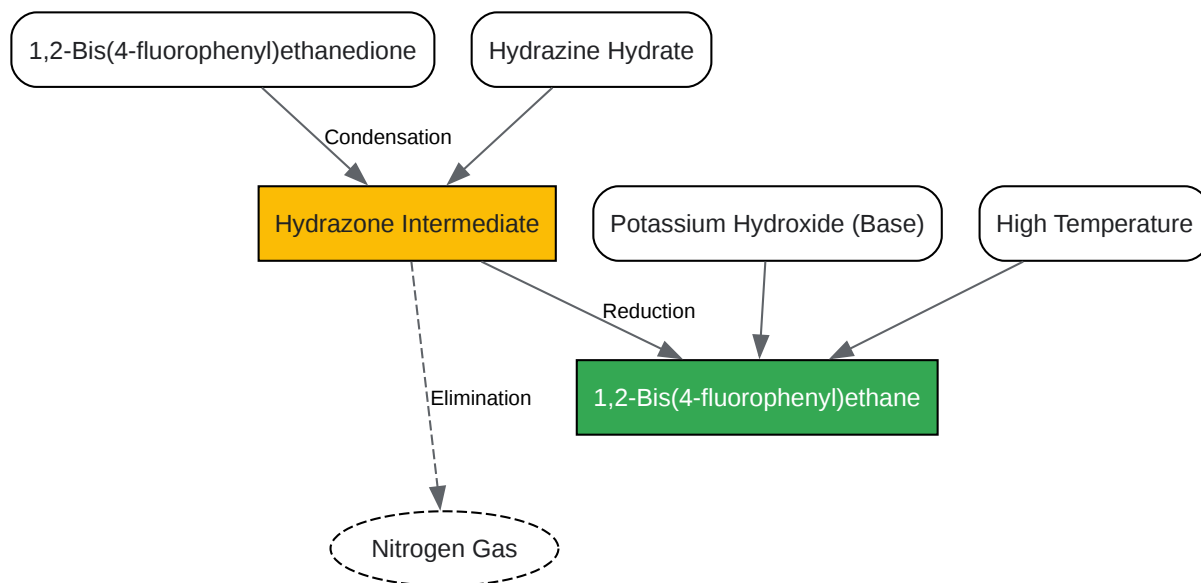 1,2-Bis(4-fluorophenyl)ethanedione
Hydrazine Hydrate
Condensation
Hydrazone Intermediate
Potassium Hydroxide (Base)
High Temperature
Reduction
1,2-Bis(4-fluorophenyl)ethane
Elimination
Nitrogen Gas